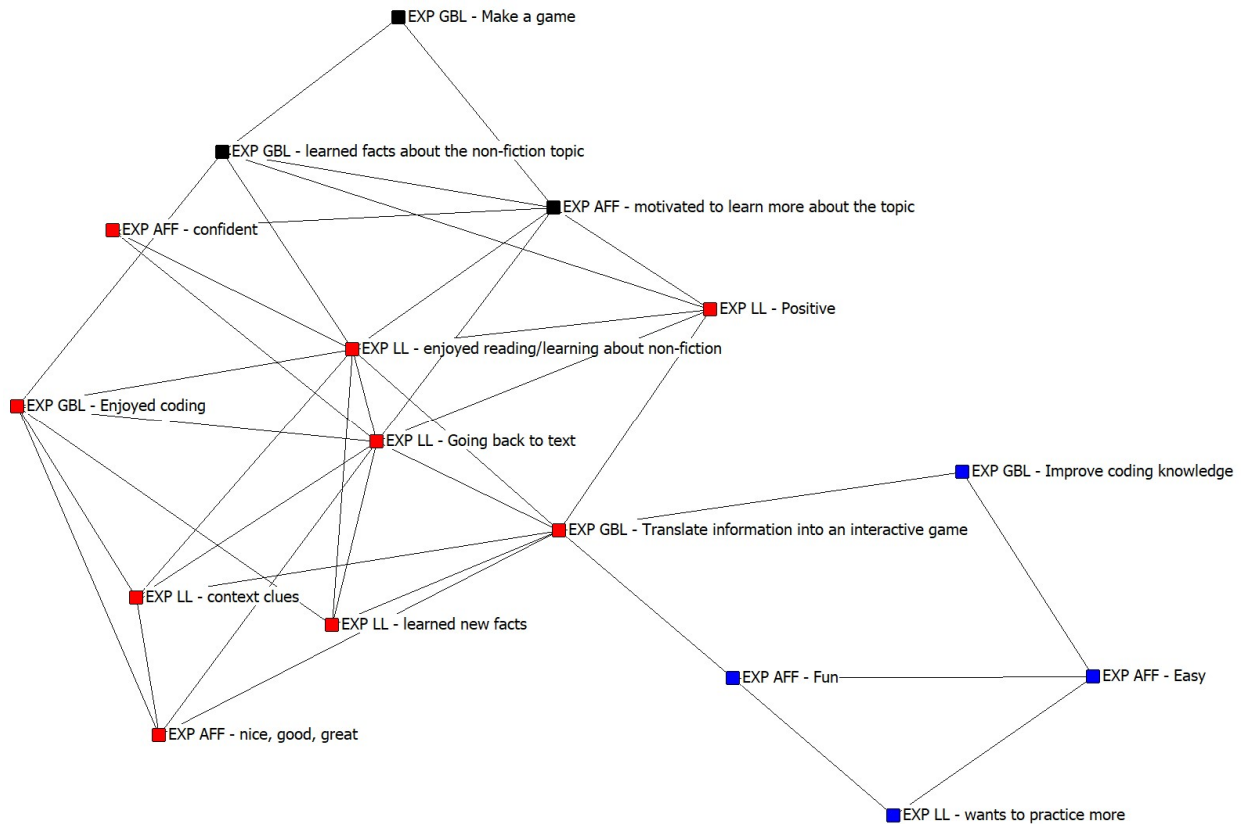 EXP GBL - Make a game
EXP GBL - learned facts about the non-fiction topic
EXP AFF - motivated to learn more about the topic
EXP AFF - confident
EXP LL - Positive
EXP LL - enjoyed reading/learning about non-fiction
EXP GBL - Enjoyed coding
EXP LL - Going back to text
EXP GBL - Improve coding knowledge
EXP GBL - Translate information into an interactive game
EXP LL - context clues
EXP LL - learned new facts
EXP AFF - Fun
EXP AFF - Easy
EXP AFF - nice, good, great
EXP LL - wants to practice more